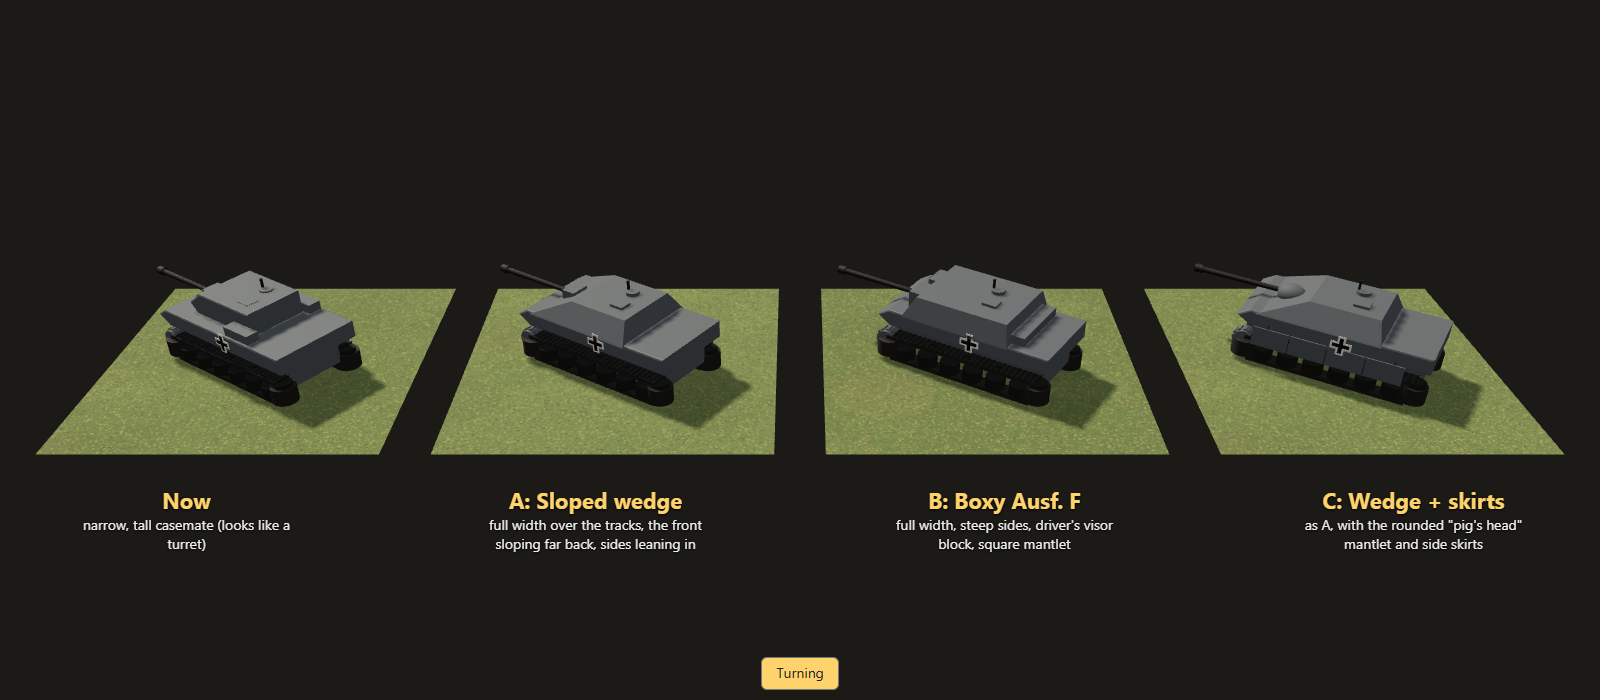 Now
narrow, tall casemate (looks like a
turret)
A: Sloped wedge
full width over the tracks, the front
sloping far back, sides leaning in
B: Boxy Ausf. F
full width, steep sides, driver's visor
block, square mantlet
C: Wedge + skirts
as A, with the rounded "pig's head"
mantlet and side skirts
Turning